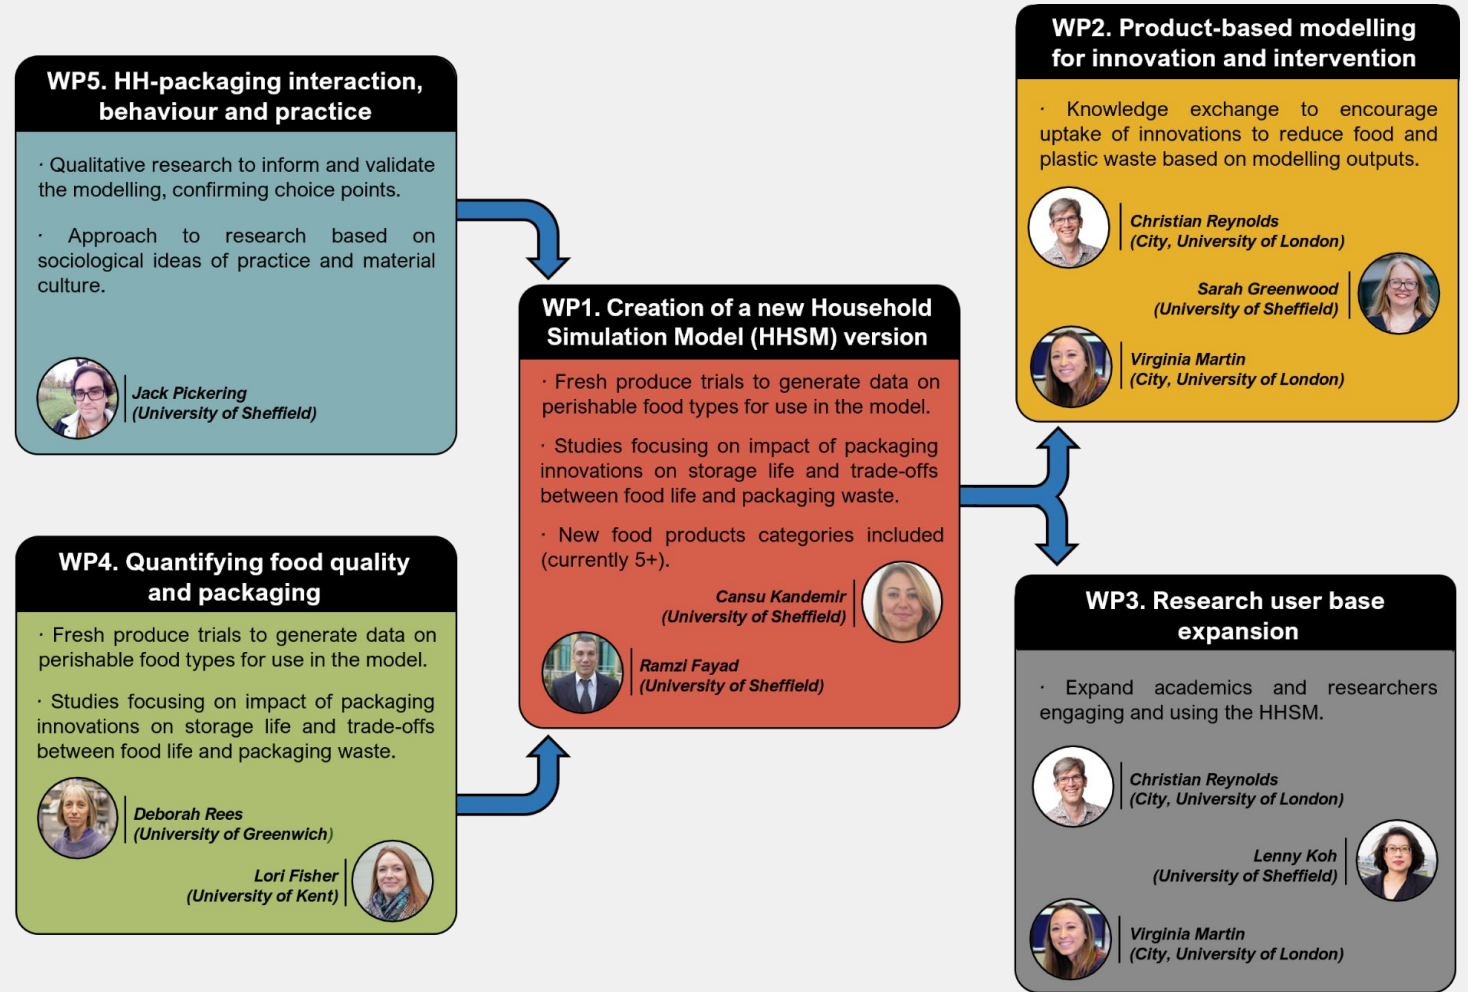 WP5. HH-packaging interaction,
behaviour and practice
· Qualitative research to inform and validate
the modelling, confirming choice points.
· Approach to research based on
sociological ideas of practice and material
culture.
Jack Pickering
(University of Sheffield)
WP4. Quantifying food quality
and packaging
· Fresh produce trials to generate data on
perishable food types for use in the model.
· Studies focusing on impact of packaging
innovations on storage life and trade-offs
between food life and packaging waste.
Deborah Rees
(University of Greenwich)
Lori Fisher
(University of Kent)
WP1. Creation of a new Household
Simulation Model (HHSM) version
· Fresh produce trials to generate data on
perishable food types for use in the model.
· Studies focusing on impact of packaging
innovations on storage life and trade-offs
between food life and packaging waste.
· New food products categories included
(currently 5+).
Cansu Kandemir
(University of Sheffield)
Ramzi Fayad
(University of Sheffield)
WP2. Product-based modelling
for innovation and intervention
· Knowledge exchange to encourage
uptake of innovations to reduce food and
plastic waste based on modelling outputs.
Christian Reynolds
(City, University of London)
Sarah Greenwood
(University of Sheffield)
Virginia Martin
(City, University of London)
WP3. Research user base
expansion
· Expand academics and researchers
engaging and using the HHSM.
Christian Reynolds
(City, University of London)
Lenny Koh
(University of Sheffield)
Virginia Martin
(City, University of London)